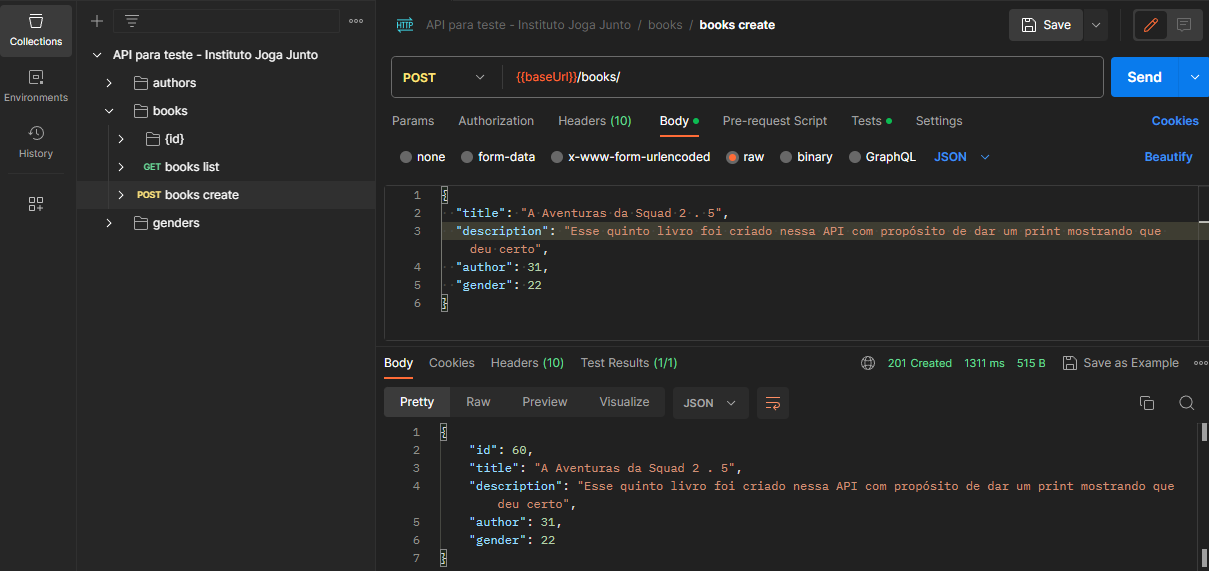 Collections
Environments
History
API para teste - Instituto Joga Junto
authors
books
{id}
GET books list
POST books create
genders
HTTP API para teste - Instituto Joga Junto / books / books create
Save
POST {{baseUrl}}/books/
Send
Params Authorization Headers (10) Body Pre-request Script Tests Settings Cookies
none form-data x-www-form-urlencoded raw binary GraphQL JSON Beautify
1 {
2 "title": "A Aventuras da Squad 2 . 5",
3 "description": "Esse quinto livro foi criado nessa API com propósito de dar um print mostrando que
deu certo",
4 "author": 31,
5 "gender": 22
6 }
Body Cookies Headers (10) Test Results (1/1) 201 Created 1311 ms 515 B Save as Example
Pretty Raw Preview Visualize JSON
1 {
2 "id": 60,
3 "title": "A Aventuras da Squad 2 . 5",
4 "description": "Esse quinto livro foi criado nessa API com propósito de dar um print mostrando que
deu certo",
5 "author": 31,
6 "gender": 22
7 }